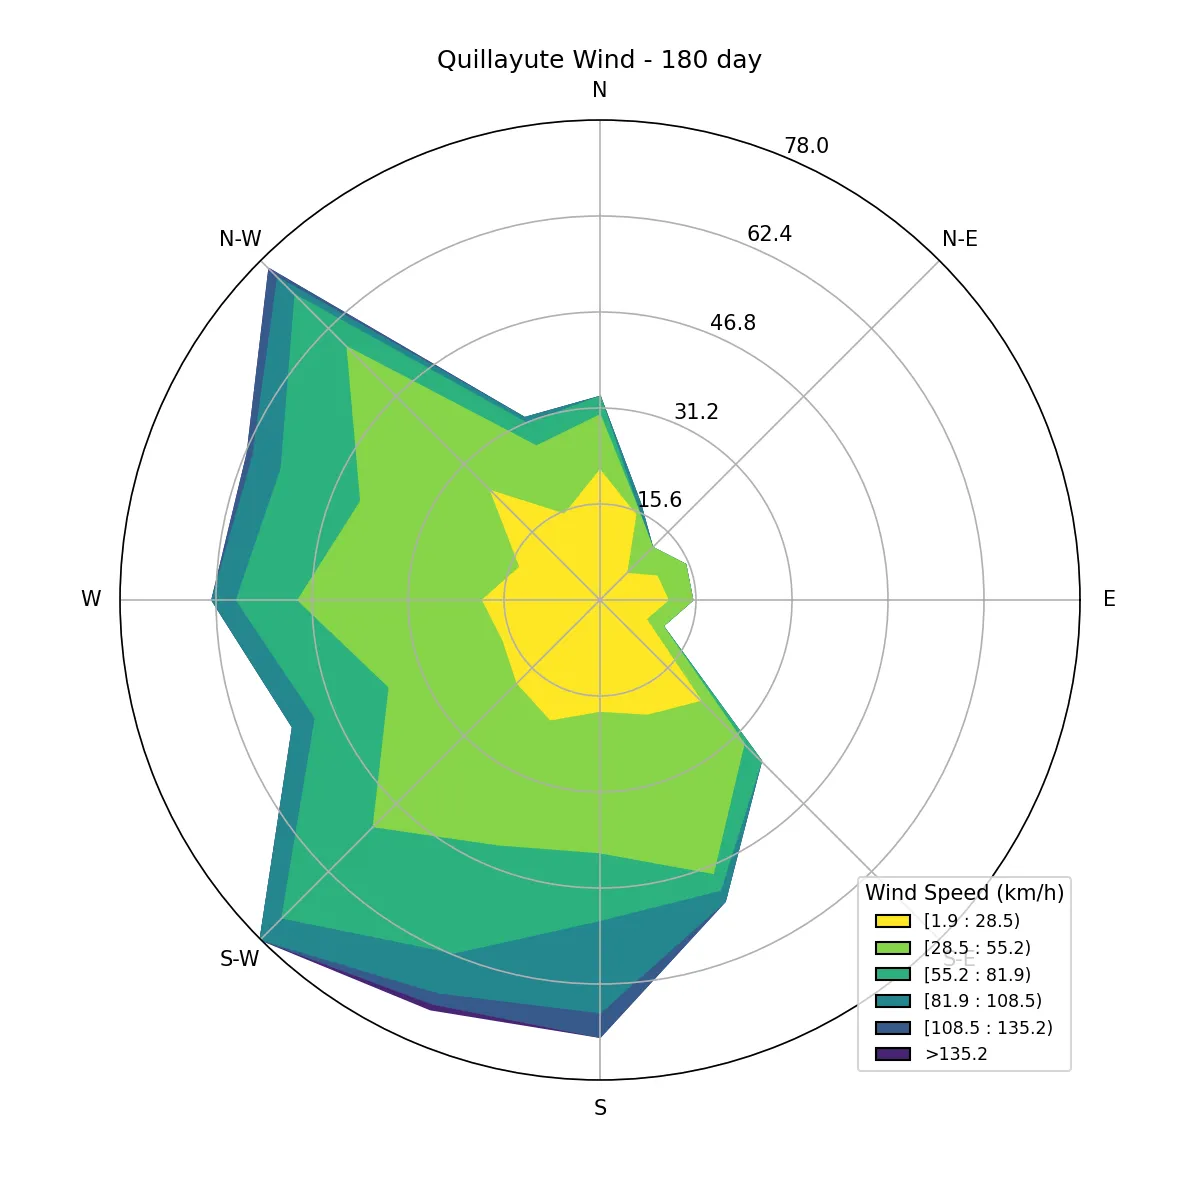 Quillayute Wind - 180 day
N
78.0
62.4
N-W
N-E
46.8
31.2
15.6
W
E
Wind Speed (km/h)
[1.9 : 28.5)
[28.5 : 55.2)
S-W
S-E
[55.2 : 81.9)
[81.9 : 108.5)
[108.5 : 135.2)
>135.2
S